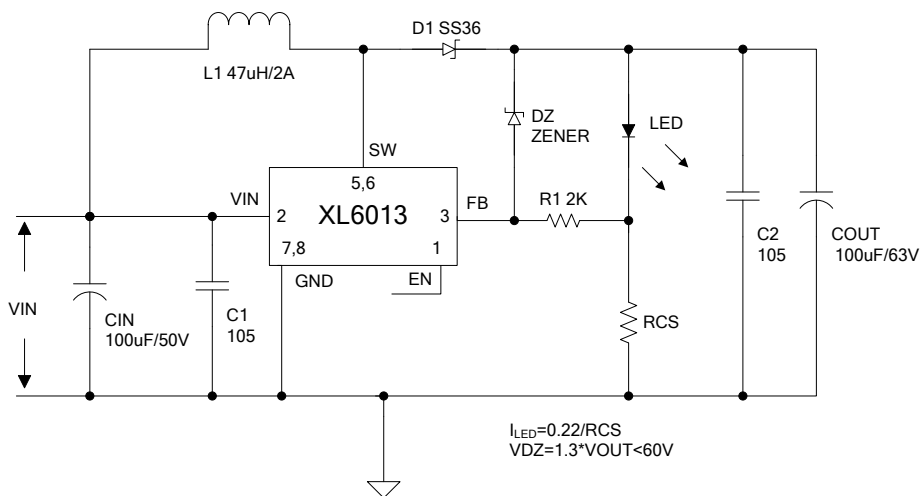 D1 SS36
L1 47uH/2A
DZ
ZENER
LED
SW
5,6
VIN
2
XL6013
3
FB
R1 2K
7,8
1
GND
EN
C2
105
COUT
100uF/63V
VIN
CIN
100uF/50V
C1
105
RCS
ILED=0.22/RCS
VDZ=1.3*VOUT<60V